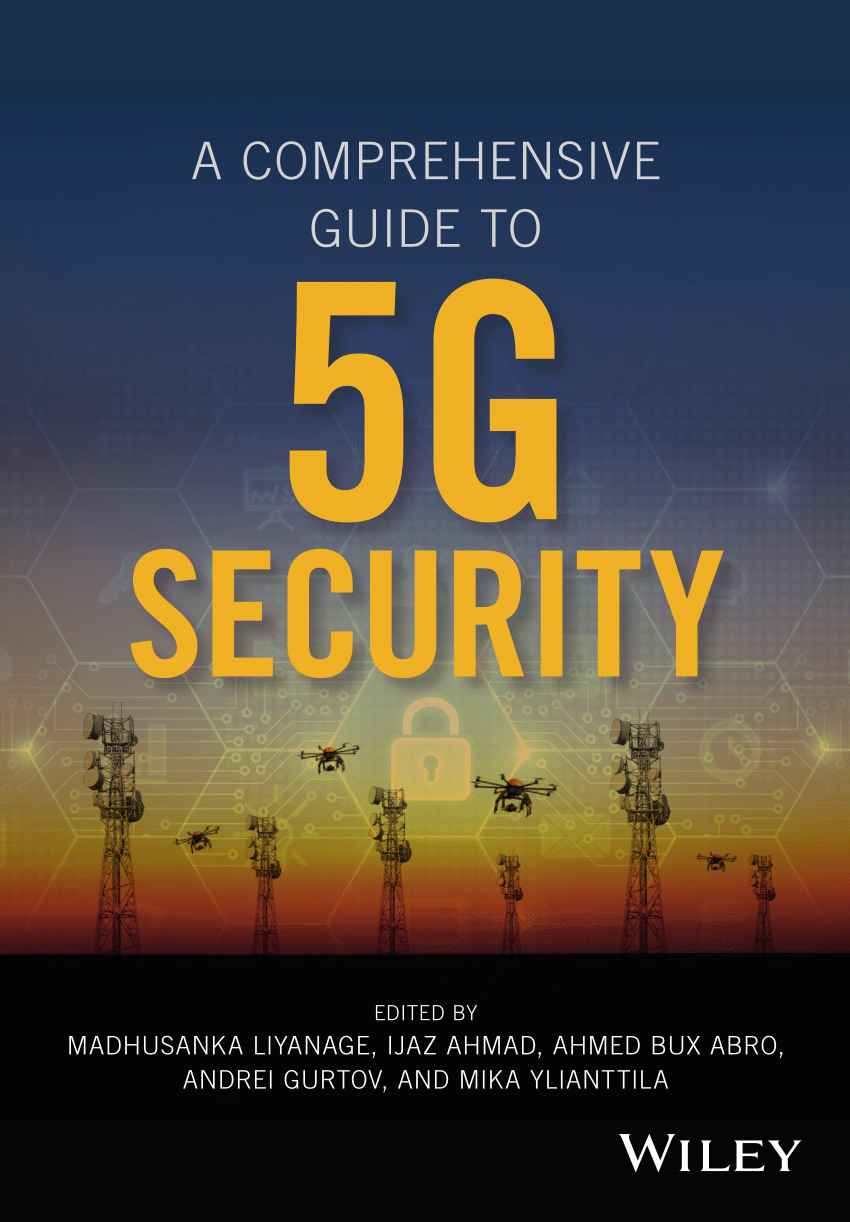 A COMPREHENSIVE
GUIDE TO
5G
SECURITY
EDITED BY
MADHUSANKA LIYANAGE, IJAZ AHMAD, AHMED BUX ABRO,
ANDREI GURTOV, AND MIKA YLIANTTILA
WILEY